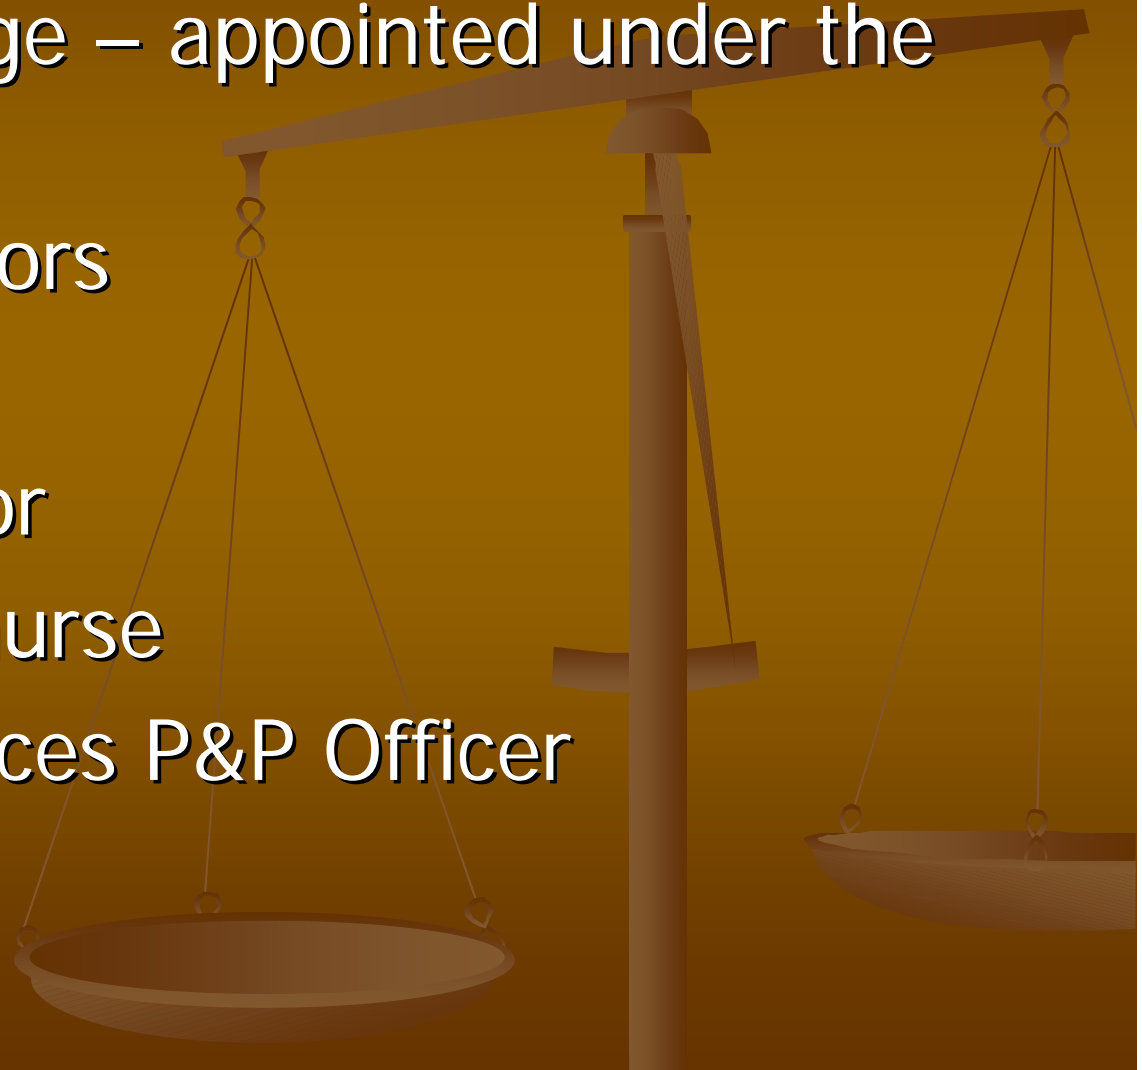 ge – appointed under the
ors
or
urse
ces P&P Officer